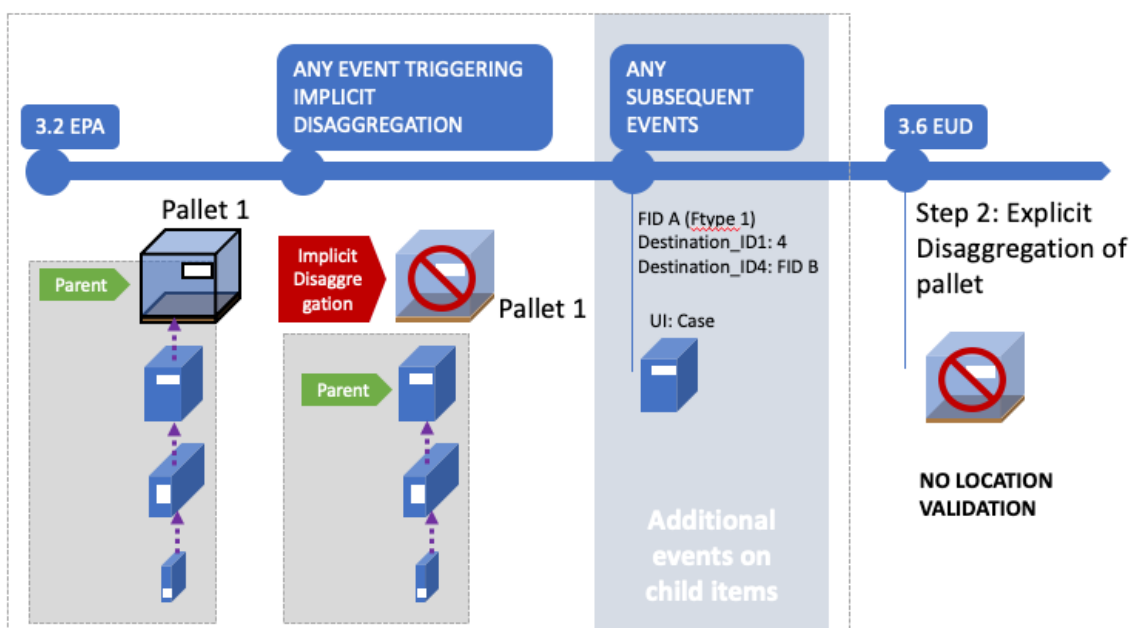 3.2 EPA
ANY EVENT TRIGGERING
IMPLICIT
DISAGGREGATION
ANY
SUBSEQUENT
EVENTS
3.6 EUD
Pallet 1
Parent
Implicit
Disaggre
gation
Pallet 1
Parent
FID A (Ftype 1)
Destination_ID1: 4
Destination_ID4: FID B
UI: Case
Additional
events on
child items
Step 2: Explicit
Disaggregation of
pallet
NO LOCATION
VALIDATION